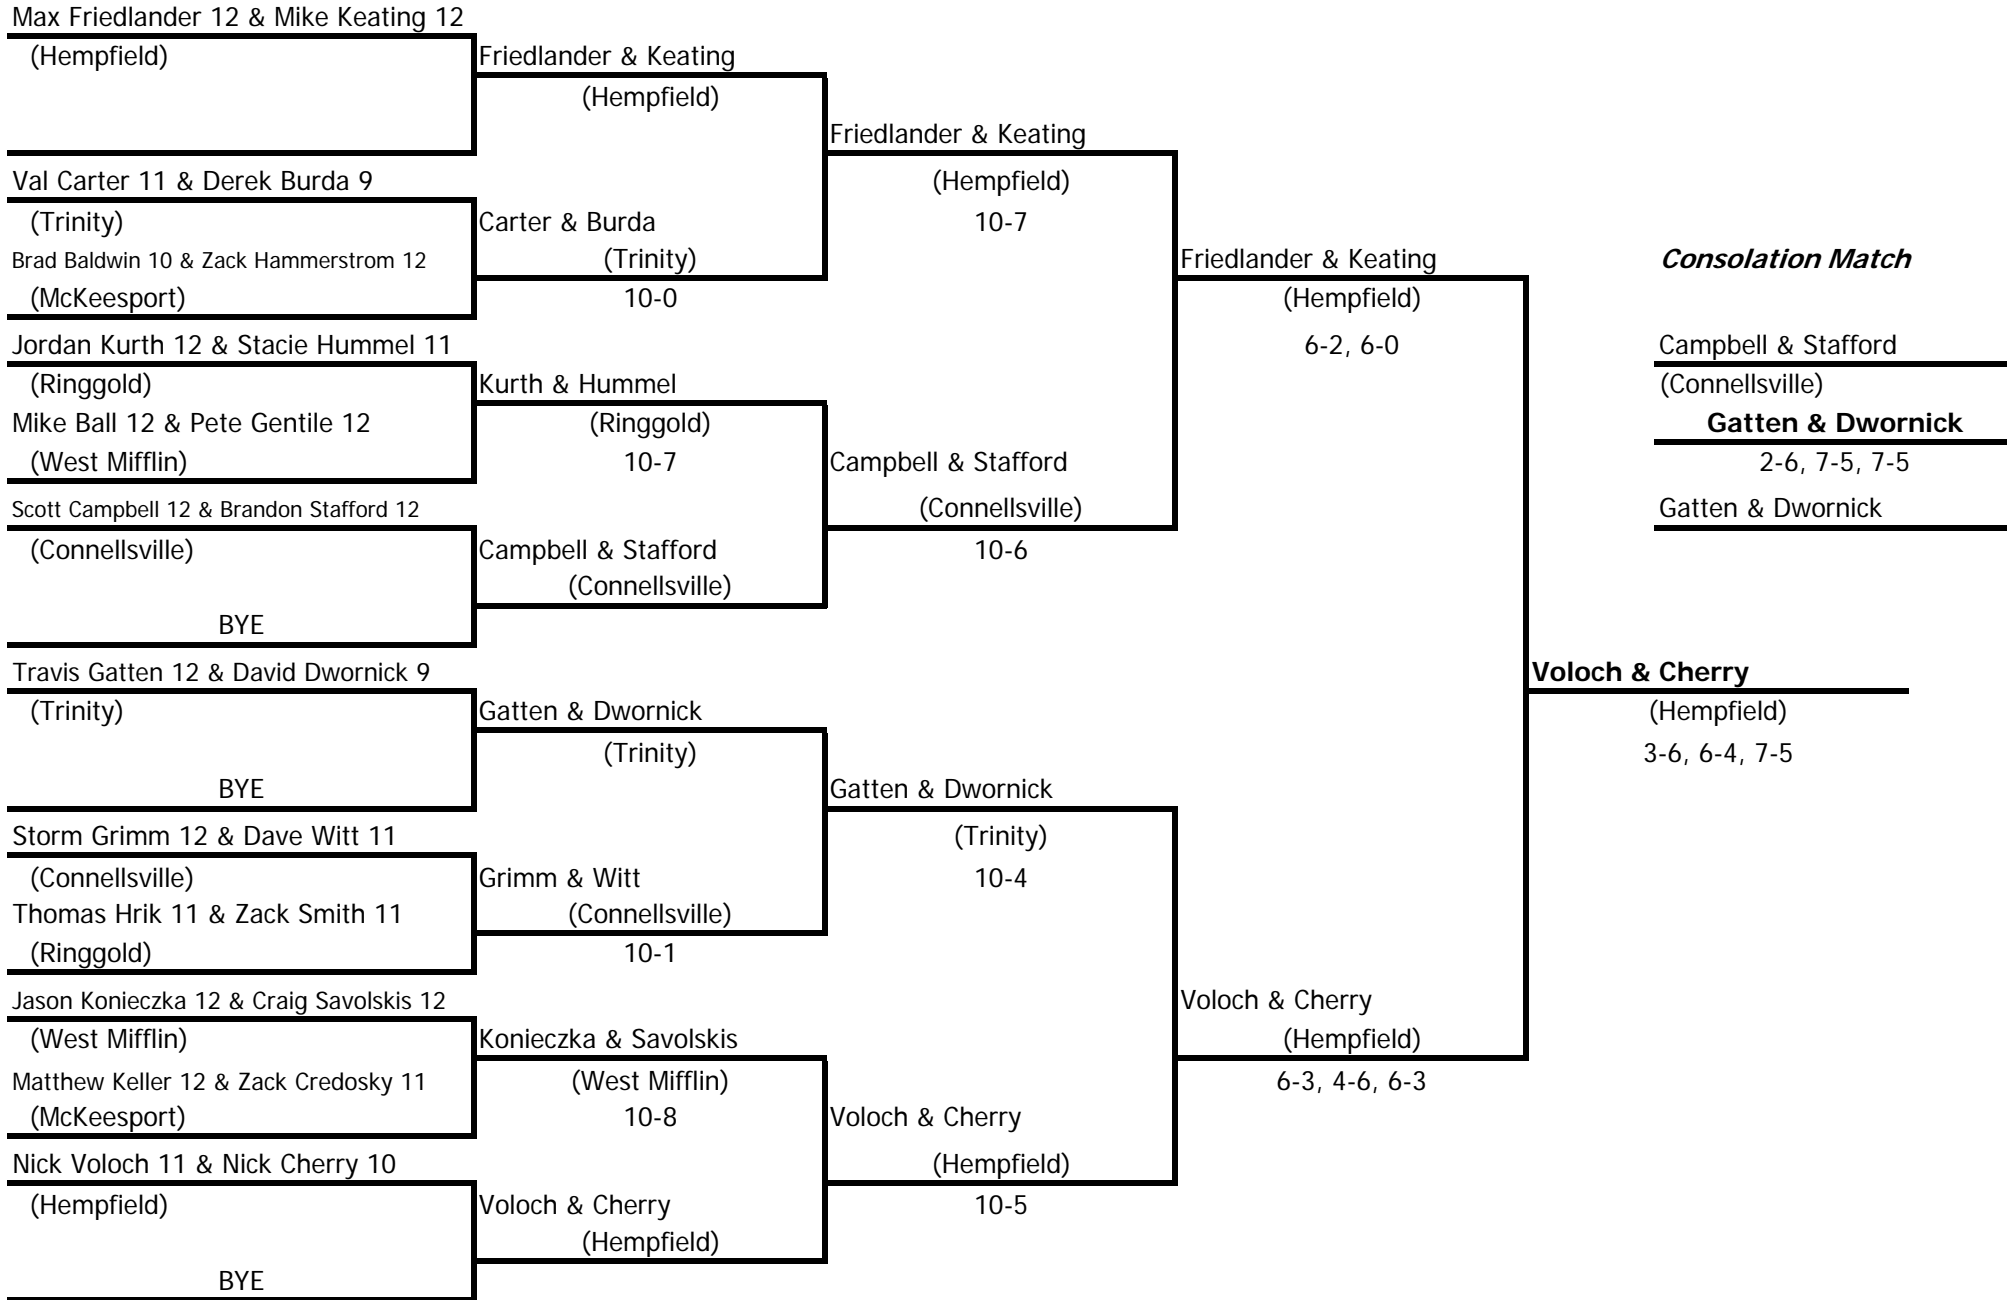 Max Friedlander 12 & Mike Keating 12
(Hempfield)
Val Carter 11 & Derek Burda 9
(Trinity)
Brad Baldwin 10 & Zack Hammerstrom 12
(McKeesport)
Jordan Kurth 12 & Stacie Hummel 11
(Ringgold)
Mike Ball 12 & Pete Gentile 12
(West Mifflin)
Scott Campbell 12 & Brandon Stafford 12
(Connellsville)
BYE
Travis Gatten 12 & David Dwornick 9
(Trinity)
BYE
Storm Grimm 12 & Dave Witt 11
(Connellsville)
Thomas Hrik 11 & Zack Smith 11
(Ringgold)
Jason Konieczka 12 & Craig Savolskis 12
(West Mifflin)
Matthew Keller 12 & Zack Credosky 11
(McKeesport)
Nick Voloch 11 & Nick Cherry 10
(Hempfield)
BYE
Friedlander & Keating
(Hempfield)
Carter & Burda
(Trinity)
10-0
Kurth & Hummel
(Ringgold)
10-7
Campbell & Stafford
(Connellsville)
Gatten & Dwornick
(Trinity)
Grimm & Witt
(Connellsville)
10-1
Konieczka & Savolskis
(West Mifflin)
10-8
Voloch & Cherry
(Hempfield)
Friedlander & Keating
(Hempfield)
10-7
Campbell & Stafford
(Connellsville)
10-6
Gatten & Dwornick
(Trinity)
10-4
Voloch & Cherry
(Hempfield)
10-5
Friedlander & Keating
(Hempfield)
6-2, 6-0
Voloch & Cherry
(Hempfield)
6-3, 4-6, 6-3
Voloch & Cherry
(Hempfield)
3-6, 6-4, 7-5
Consolation Match
Campbell & Stafford
(Connellsville)
Gatten & Dwornick
2-6, 7-5, 7-5
Gatten & Dwornick